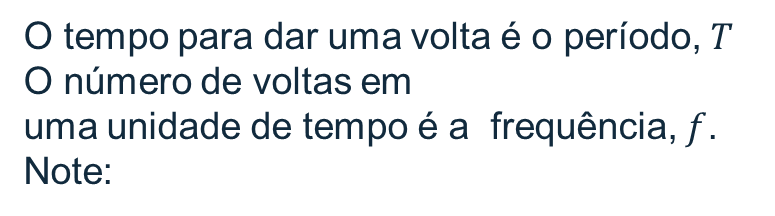 O tempo para dar uma volta é o período, T
O número de voltas em
uma unidade de tempo é a frequência, f.
Note: